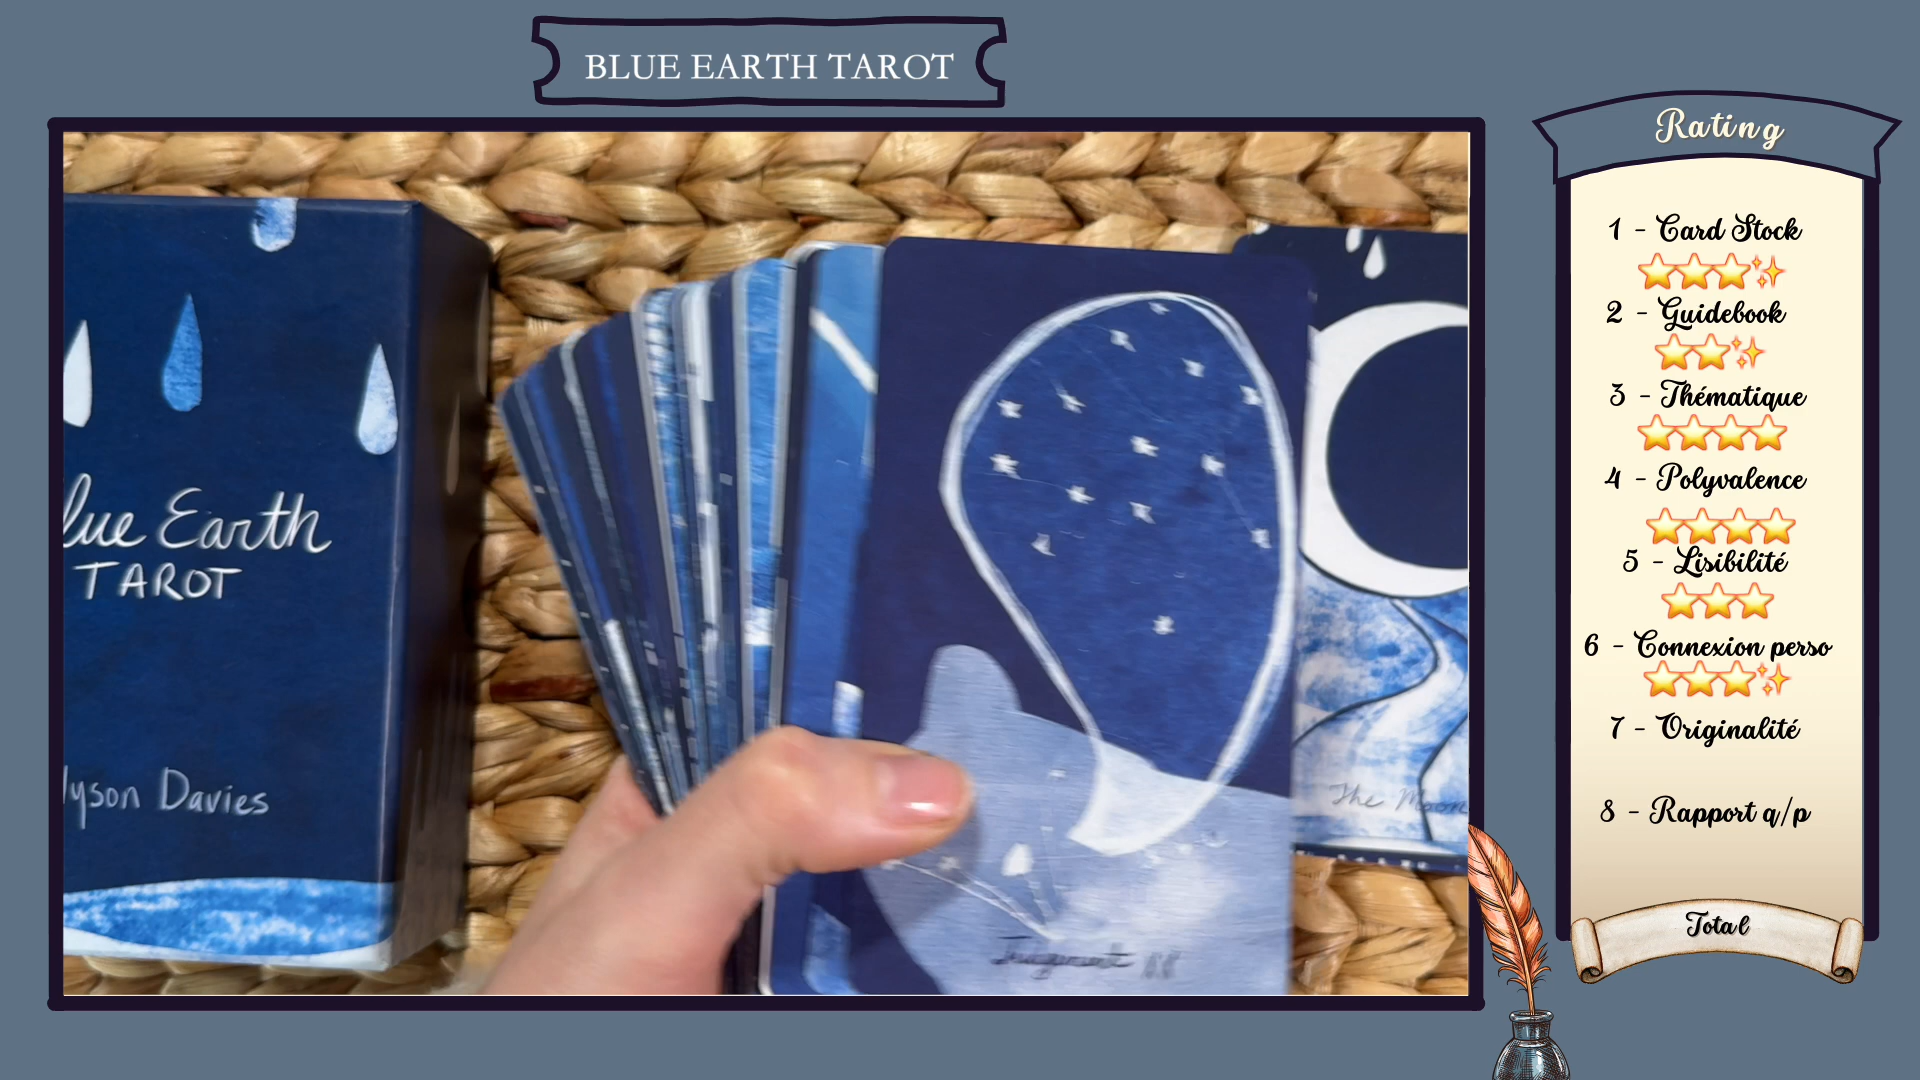 BLUE EARTH TAROT
lue Earth
TAROT
lyson Davies
The Moon
Judgement
Rating
1 - Card Stock
2 - Guidebook
3 - Thématique
4 - Polyvalence
5 - Lisibilité
6 - Connexion perso
7 - Originalité
8 - Rapport q/p
Total